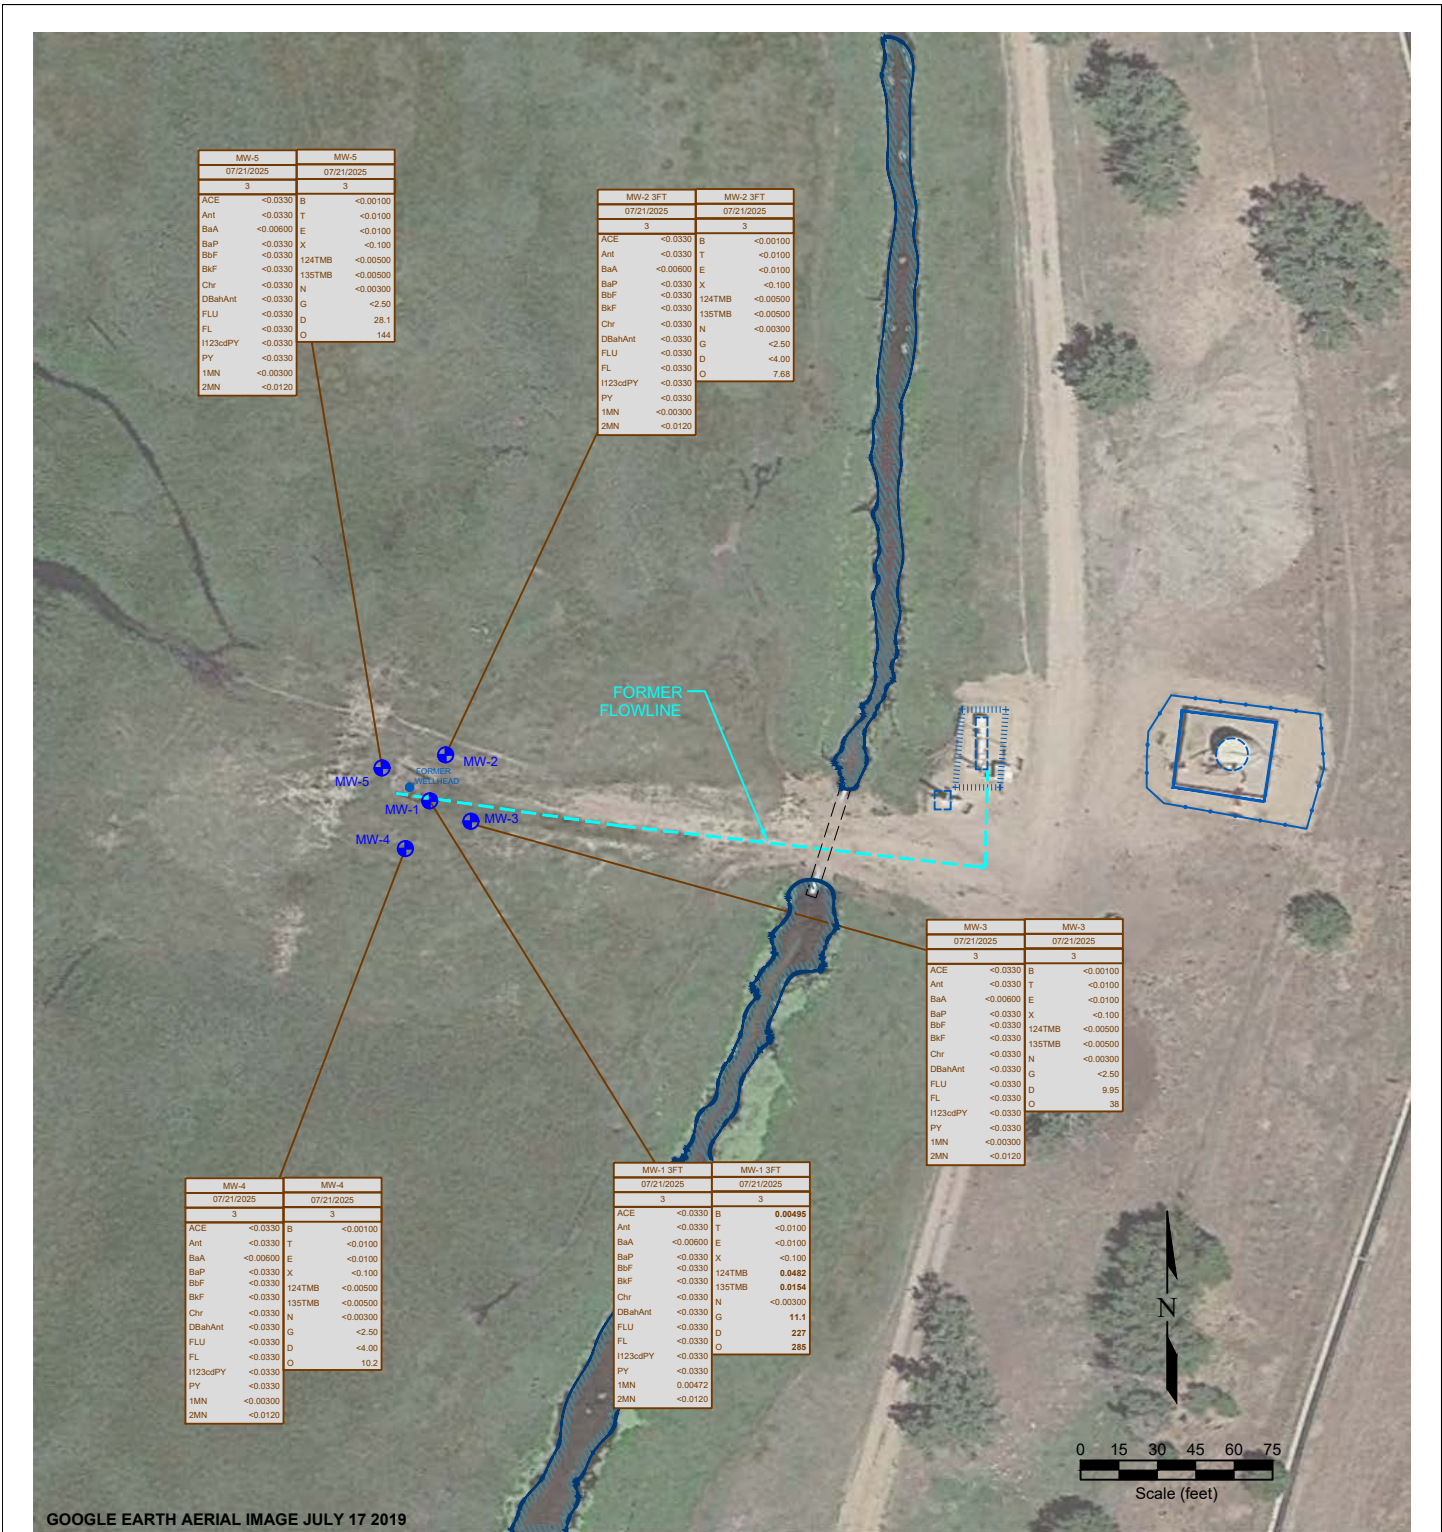 MW-5 MW-5
07/21/2025 07/21/2025
3 3
ACE <0.0330 B <0.00100
Ant <0.0330 T <0.0100
BaA <0.00600 E <0.0100
BaP <0.0330 X <0.100
BbF <0.0330 124TMB <0.00500
BkF <0.0330 135TMB <0.00500
Chr <0.0330 N <0.00300
DBahAnt <0.0330 G <2.50
FLU <0.0330 D 28.1
FL <0.0330 O 144
I123cdPY <0.0330
PY <0.0330
1MN <0.00300
2MN <0.0120
MW-2 3FT MW-2 3FT
07/21/2025 07/21/2025
3 3
ACE <0.0330 B <0.00100
Ant <0.0330 T <0.0100
BaA <0.00600 E <0.0100
BaP <0.0330 X <0.100
BbF <0.0330 124TMB <0.00500
BkF <0.0330 135TMB <0.00500
Chr <0.0330 N <0.00300
DBahAnt <0.0330 G <2.50
FLU <0.0330 D <4.00
FL <0.0330 O 7.68
I123cdPY <0.0330
PY <0.0330
1MN <0.00300
2MN <0.0120
FORMER
FLOWLINE
MW-2
MW-5
FORMER
WELLHEAD
MW-1
MW-3
MW-4
MW-3 MW-3
07/21/2025 07/21/2025
3 3
ACE <0.0330 B <0.00100
Ant <0.0330 T <0.0100
BaA <0.00600 E <0.0100
BaP <0.0330 X <0.100
BbF <0.0330 124TMB <0.00500
BkF <0.0330 135TMB <0.00500
Chr <0.0330 N <0.00300
DBahAnt <0.0330 G <2.50
FLU <0.0330 D 9.95
FL <0.0330 O 38
I123cdPY <0.0330
PY <0.0330
1MN <0.00300
2MN <0.0120
MW-1 3FT MW-1 3FT
07/21/2025 07/21/2025
3 3
ACE <0.0330 B 0.00495
Ant <0.0330 T <0.0100
BaA <0.00600 E <0.0100
BaP <0.0330 X <0.100
BbF <0.0330 124TMB 0.0482
BkF <0.0330 135TMB 0.0154
Chr <0.0330 N <0.00300
DBahAnt <0.0330 G 11.1
FLU <0.0330 D 227
FL <0.0330 O 285
I123cdPY <0.0330
PY <0.0330
1MN 0.00472
2MN <0.0120
MW-4 MW-4
07/21/2025 07/21/2025
3 3
ACE <0.0330 B <0.00100
Ant <0.0330 T <0.0100
BaA <0.00600 E <0.0100
BaP <0.0330 X <0.100
BbF <0.0330 124TMB <0.00500
BkF <0.0330 135TMB <0.00500
Chr <0.0330 N <0.00300
DBahAnt <0.0330 G <2.50
FLU <0.0330 D <4.00
FL <0.0330 O 10.2
I123cdPY <0.0330
PY <0.0330
1MN <0.00300
2MN <0.0120
N
0 15 30 45 60 75
Scale (feet)
GOOGLE EARTH AERIAL IMAGE JULY 17 2019